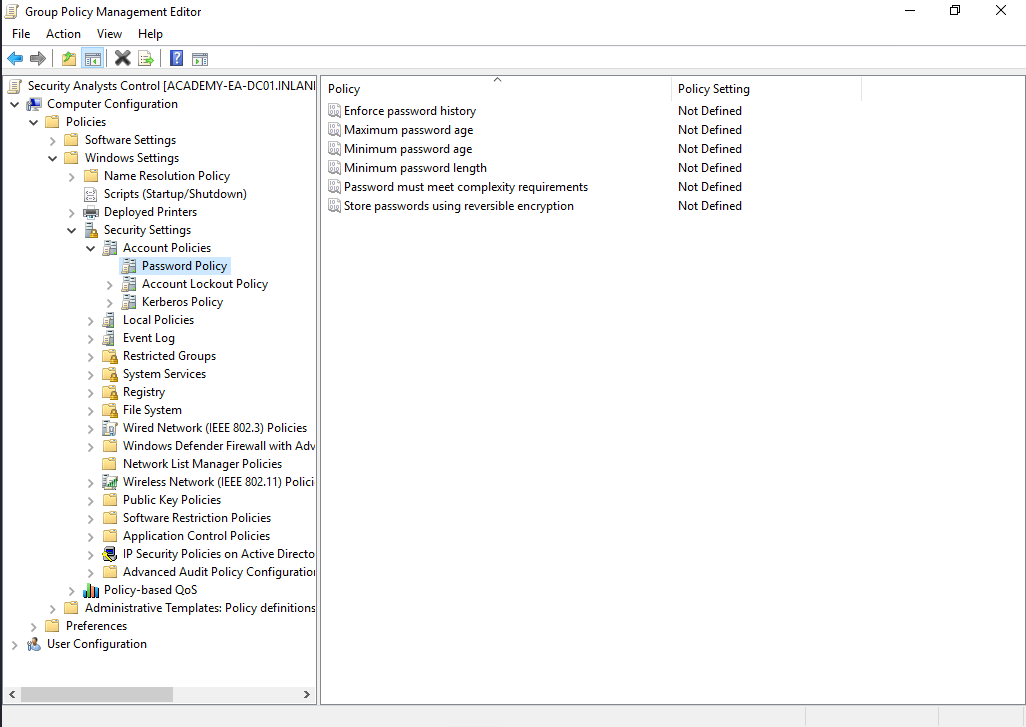 Group Policy Management Editor
File Action View Help
Security Analysts Control [ACADEMY-EA-DC01.INLANI
Computer Configuration
Policies
Software Settings
Windows Settings
Name Resolution Policy
Scripts (Startup/Shutdown)
Deployed Printers
Security Settings
Account Policies
Password Policy
Account Lockout Policy
Kerberos Policy
Local Policies
Event Log
Restricted Groups
System Services
Registry
File System
Wired Network (IEEE 802.3) Policies
Windows Defender Firewall with Adv
Network List Manager Policies
Wireless Network (IEEE 802.11) Polici
Public Key Policies
Software Restriction Policies
Application Control Policies
IP Security Policies on Active Directo
Advanced Audit Policy Configuration
Policy-based QoS
Administrative Templates: Policy definitions
Preferences
User Configuration
Policy Policy Setting
Enforce password history Not Defined
Maximum password age Not Defined
Minimum password age Not Defined
Minimum password length Not Defined
Password must meet complexity requirements Not Defined
Store passwords using reversible encryption Not Defined